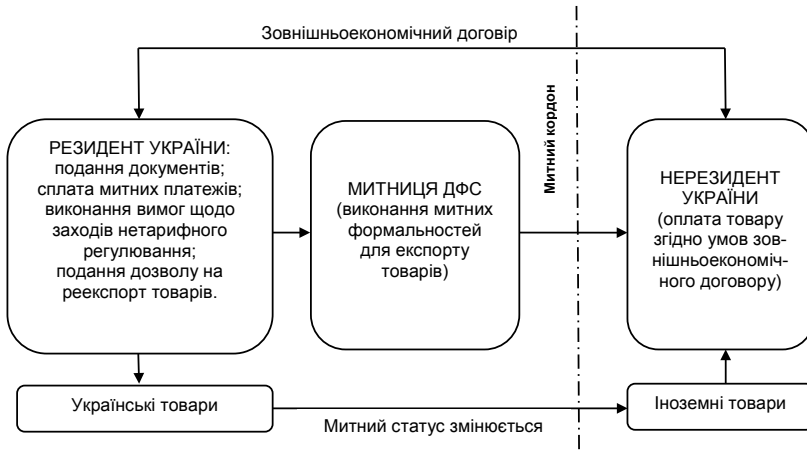 Зовнішньоекономічний договір
Митний кордон
РЕЗИДЕНТ УКРАЇНИ:
подання документів;
сплата митних платежів;
виконання вимог щодо
заходів нетарифного
регулювання;
подання дозволу на
реекспорт товарів.
МИТНИЦЯ ДФС
(виконання митних
формальностей
для експорту
товарів)
НЕРЕЗИДЕНТ
УКРАЇНИ
(оплата товару
згідно умов зов-
нішньоекономіч-
ного договору)
Українські товари
Митний статус змінюється
Іноземні товари